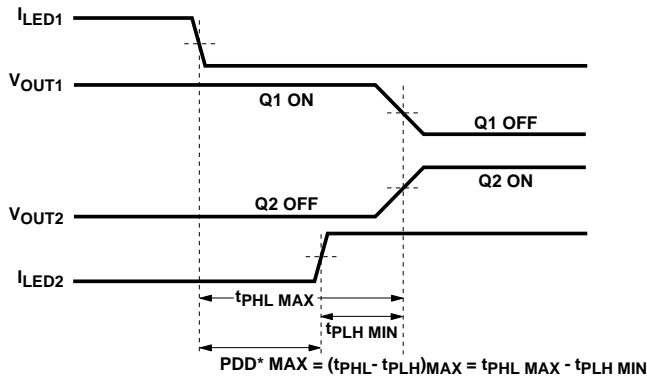 ILED1
VOUT1
Q1 ON
Q1 OFF
Q2 ON
Q2 OFF
VOUT2
ILED2
tPHL MAX
tPLH MIN
PDD* MAX = (tPHL- tPLH)MAX = tPHL MAX - tPLH MIN